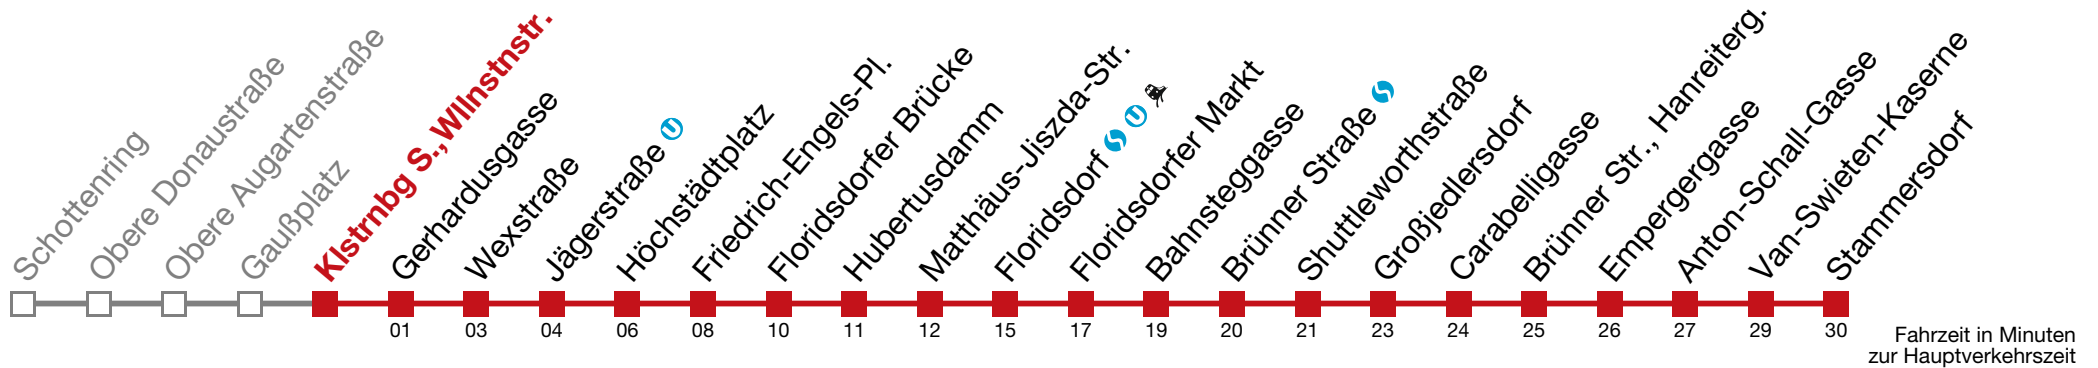 Schottenring
Obere Donaustraße
Obere Augartenstraße
Gaußplatz
Klstrnbg S.,Wllnstnstr.
Gerhardusgasse
Wexstraße
Jägerstraße U
Höchstädtplatz
Friedrich-Engels-Pl.
Floridsdorfer Brücke
Hubertusdamm
Matthäus-Jiszda-Str.
Floridsdorf S U
Floridsdorfer Markt
Bahnsteggasse
Brünner Straße S
Shuttleworthstraße
Großjedlersdorf
Carabelligasse
Brünner Str., Hanreiterg.
Empergergasse
Anton-Schall-Gasse
Van-Swieten-Kaserne
Stammersdorf
01 03 04 06 08 10 11 12 15 17 19 20 21 23 24 25 26 27 29 30
Fahrzeit in Minuten
zur Hauptverkehrszeit